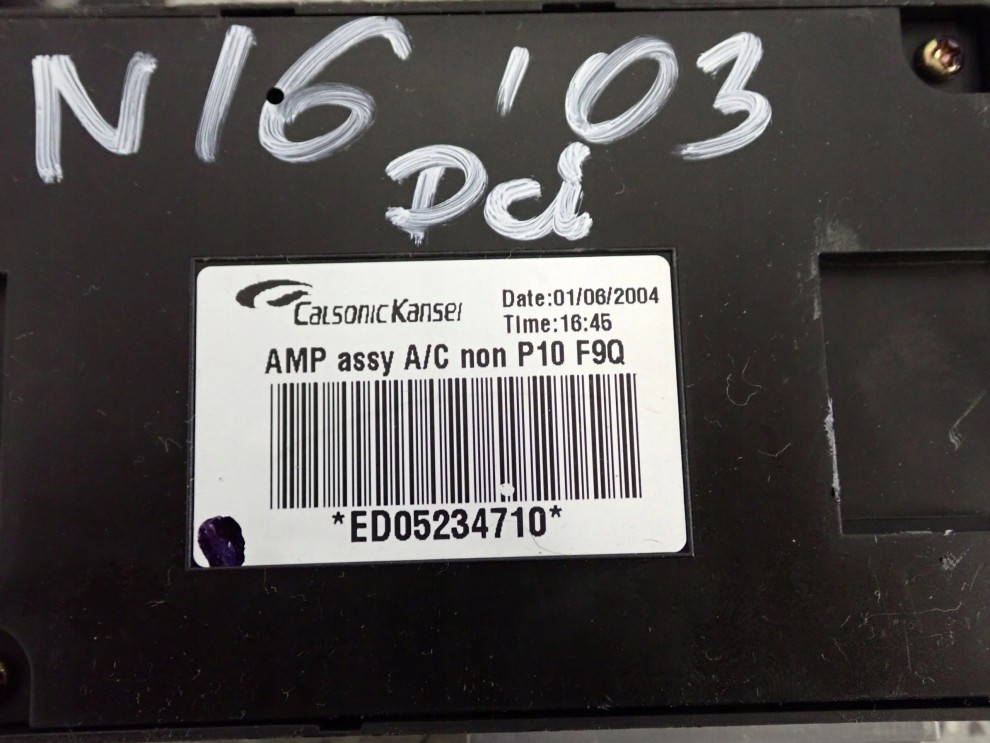 N16 '03
Dci
CalsonicKansei
Date:01/06/2004
TIme:16:45
AMP assy A/C non P10 F9Q
*ED05234710*